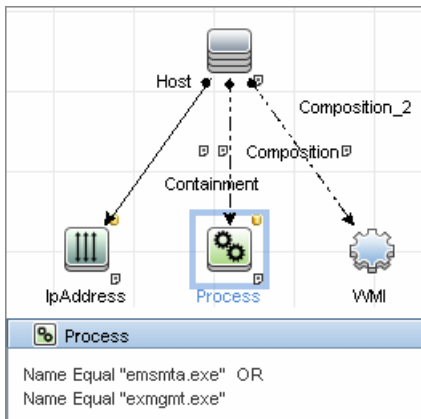 Host
Composition_2
Composition
Containment
IpAddress
Process
WMI
Process
Name Equal "emsmta.exe" OR
Name Equal "exmgmt.exe"